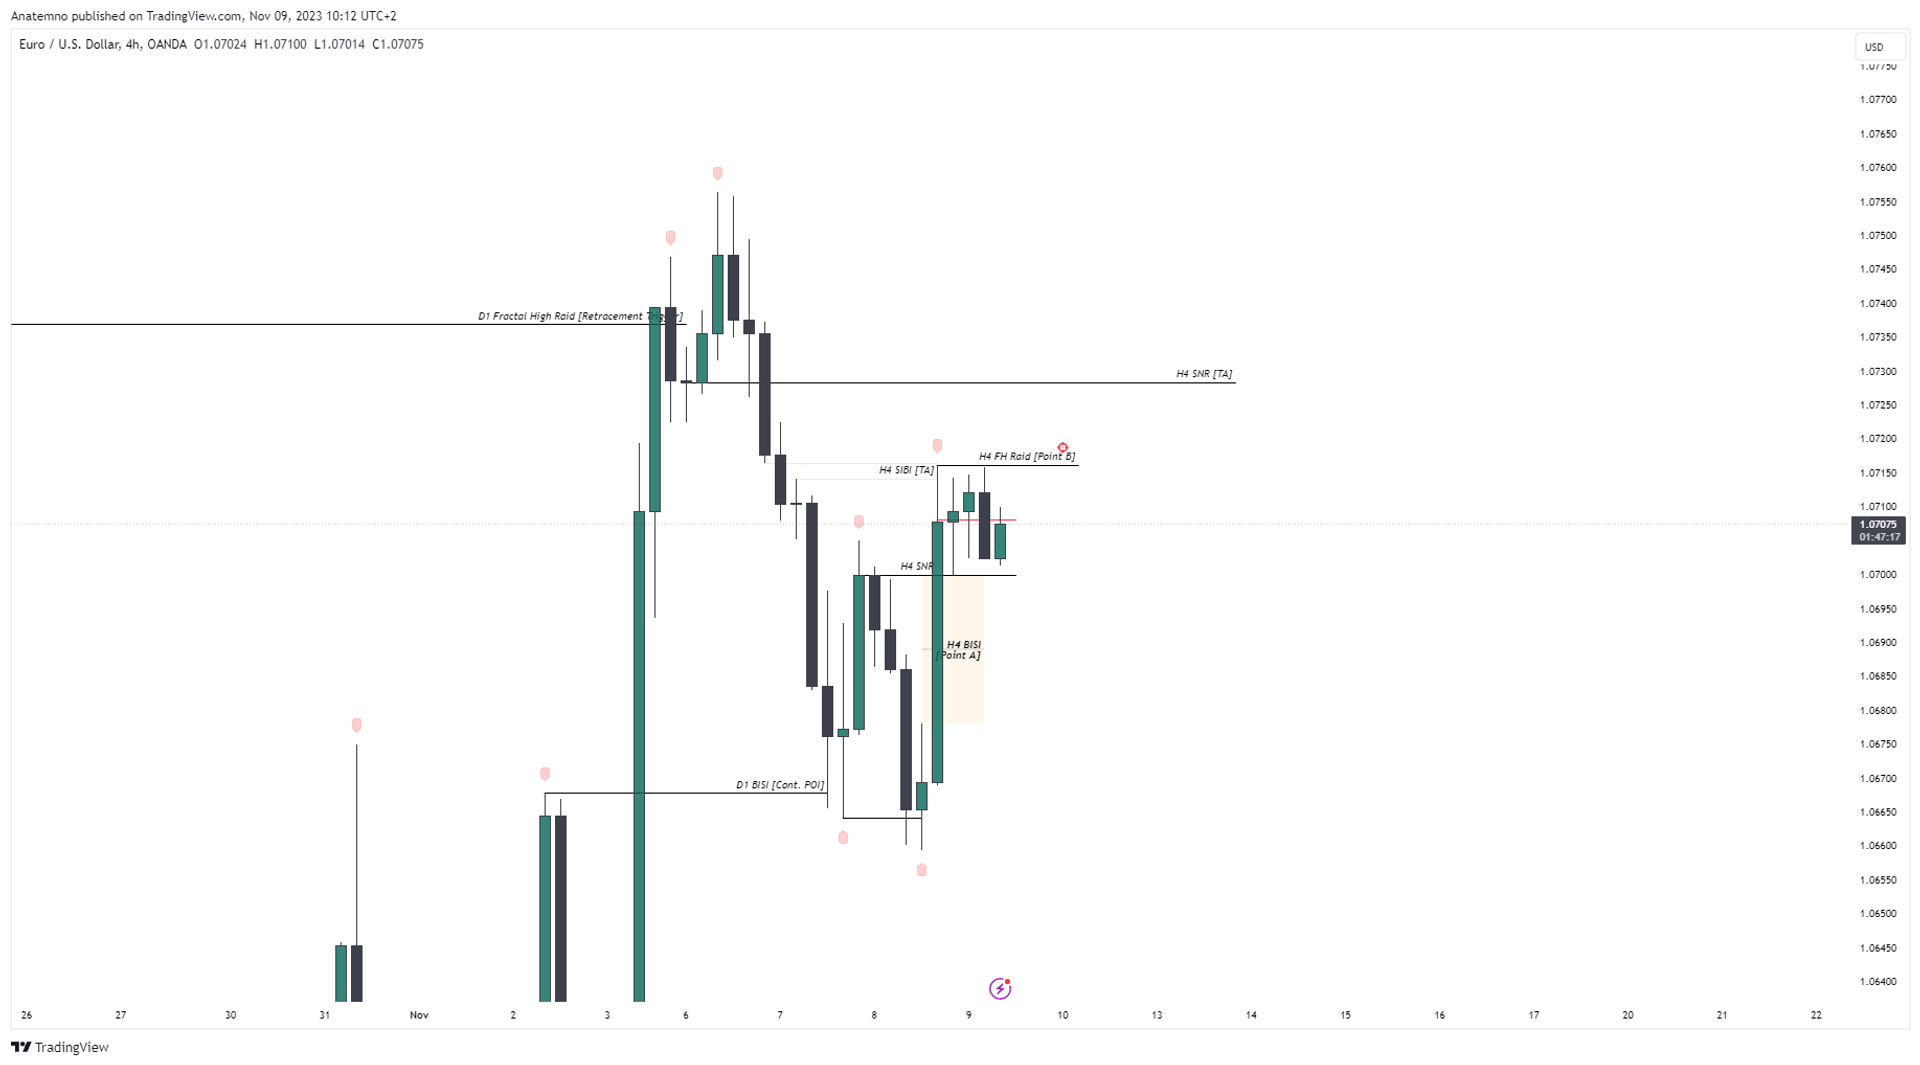 Anatemno published on TradingView.com, Nov 09, 2023 10:12 UTC+2
Euro / U.S. Dollar, 4h, OANDA O1.07024 H1.07100 L1.07014 C1.07075
USD
1.07750
1.07700
1.07650
1.07600
1.07550
1.07500
1.07450
1.07400
1.07350
1.07300
1.07250
1.07200
1.07150
1.07100
1.07075
01:47:17
1.07000
1.06950
1.06900
1.06850
1.06800
1.06750
1.06700
1.06650
1.06600
1.06550
1.06500
1.06450
1.06400
D1 Fractal High Raid [Retracement Trigger]
H4 SNR [TA]
H4 FH Raid [Point B]
H4 SIBI [TA]
H4 SNR
H4 BISI
[Point A]
D1 BISI [Cont. POI]
26 27 30 31 Nov 2 3 6 7 8 9 10 13 14 15 16 17 20 21 22
TradingView